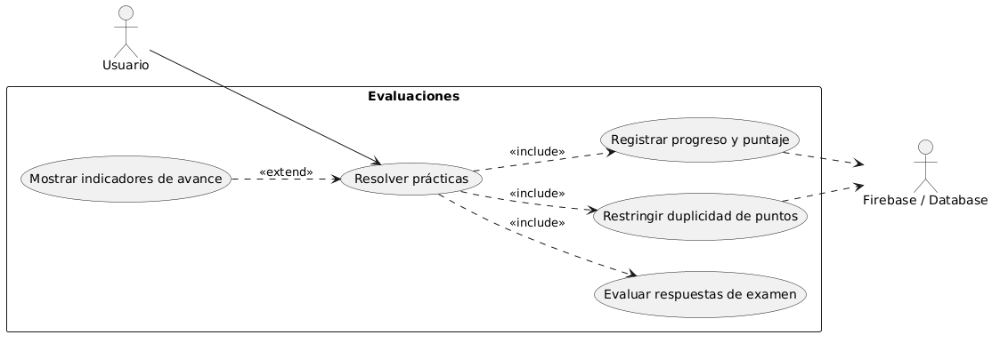 Usuario
Evaluaciones
Mostrar indicadores de avance
«extend»
Resolver prácticas
«include»
Registrar progreso y puntaje
«include»
Restringir duplicidad de puntos
«include»
Evaluar respuestas de examen
Firebase / Database